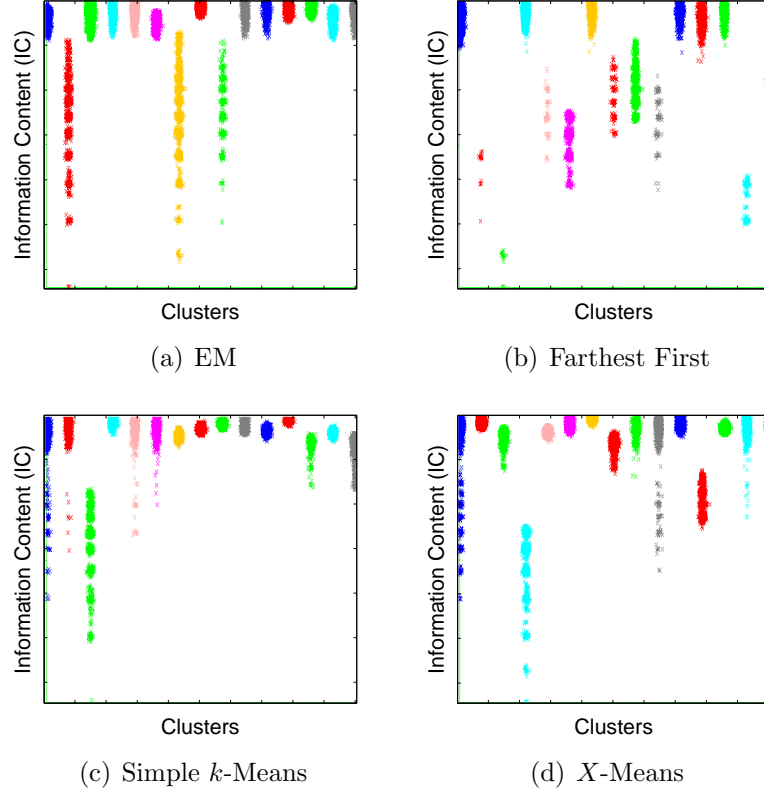 Information Content (IC)
Clusters
(a) EM
Information Content (IC)
Clusters
(b) Farthest First
Information Content (IC)
Clusters
(c) Simple k-Means
Information Content (IC)
Clusters
(d) X-Means